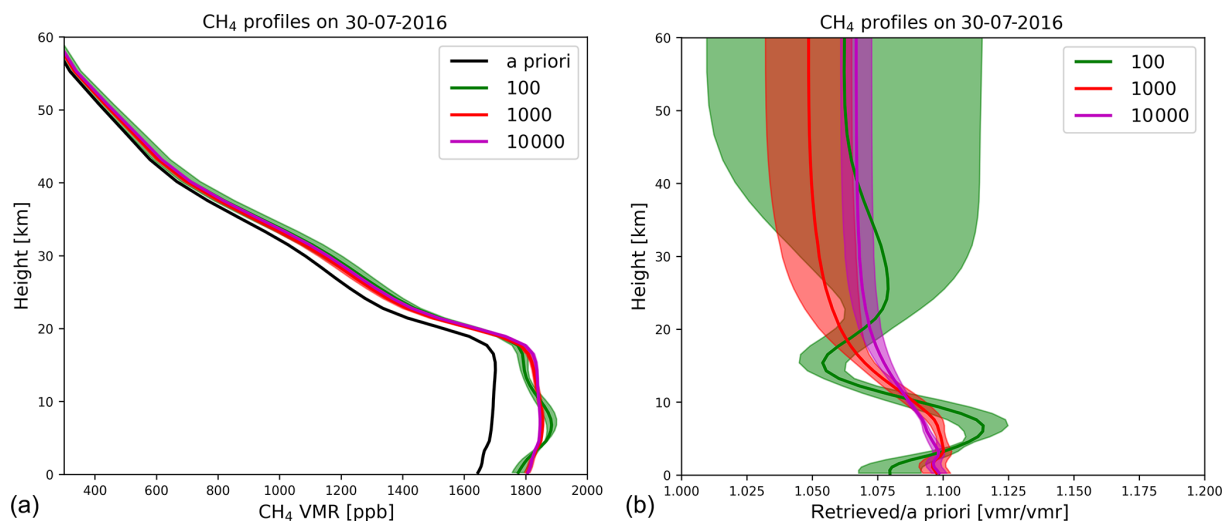 CH₄ profiles on 30-07-2016
60
50
40
30
20
10
0
Height [km]
a priori
100
1000
10000
400 600 800 1000 1200 1400 1600 1800 2000
CH₄ VMR [ppb]
(a)
CH₄ profiles on 30-07-2016
60
50
40
30
20
10
0
Height [km]
100
1000
10000
1.000 1.025 1.050 1.075 1.100 1.125 1.150 1.175 1.200
Retrieved/a priori [vmr/vmr]
(b)